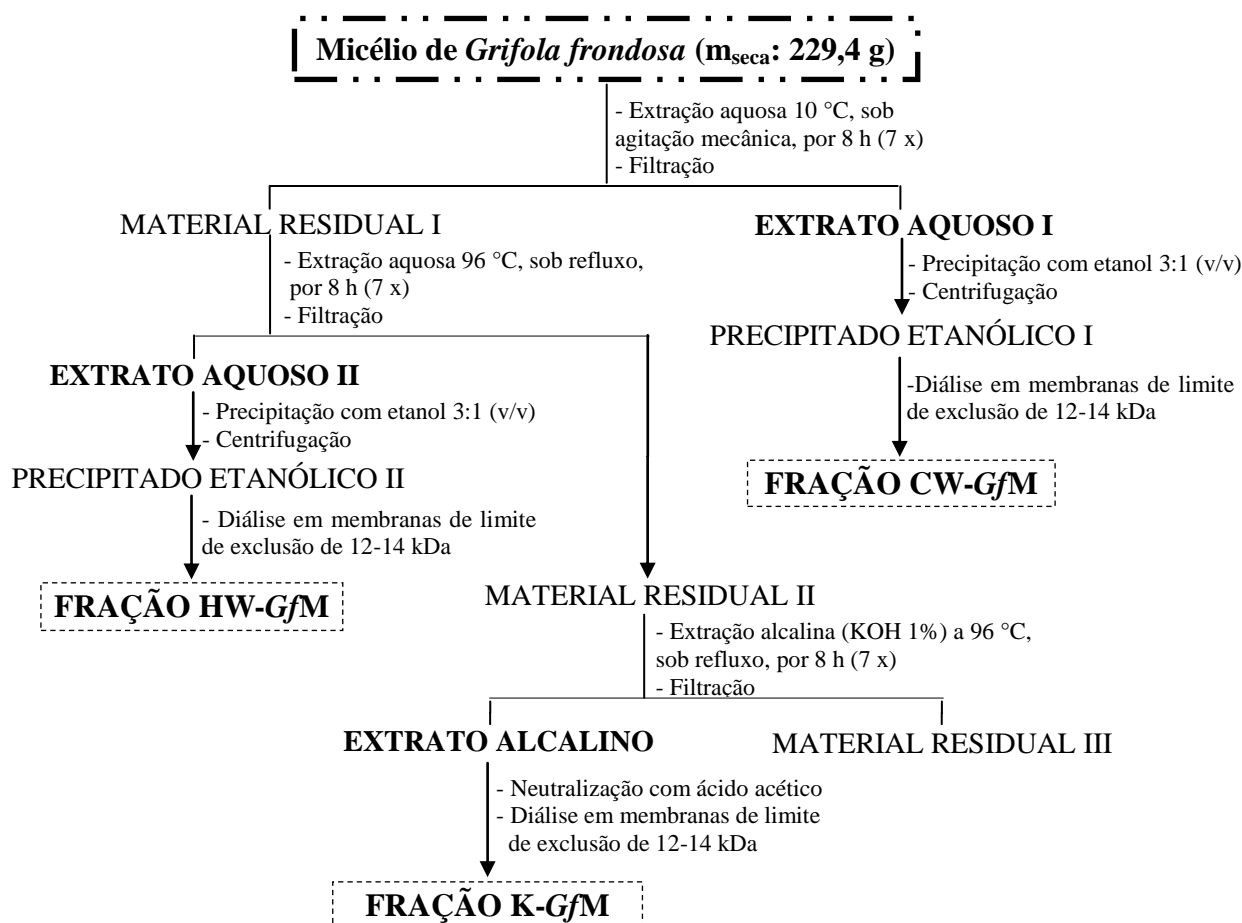 Micélio de Grifola frondosa (mseca: 229,4 g)
- Extração aquosa 10 °C, sob
agitação mecânica, por 8 h (7 x)
- Filtração
MATERIAL RESIDUAL I
- Extração aquosa 96 °C, sob refluxo,
por 8 h (7 x)
- Filtração
EXTRATO AQUOSO I
- Precipitação com etanol 3:1 (v/v)
- Centrifugação
PRECIPITADO ETANÓLICO I
-Diálise em membranas de limite
de exclusão de 12-14 kDa
FRAÇÃO CW-GfM
EXTRATO AQUOSO II
- Precipitação com etanol 3:1 (v/v)
- Centrifugação
PRECIPITADO ETANÓLICO II
- Diálise em membranas de limite
de exclusão de 12-14 kDa
FRAÇÃO HW-GfM
MATERIAL RESIDUAL II
- Extração alcalina (KOH 1%) a 96 °C,
sob refluxo, por 8 h (7 x)
- Filtração
EXTRATO ALCALINO
MATERIAL RESIDUAL III
- Neutralização com ácido acético
- Diálise em membranas de limite
de exclusão de 12-14 kDa
FRAÇÃO K-GfM